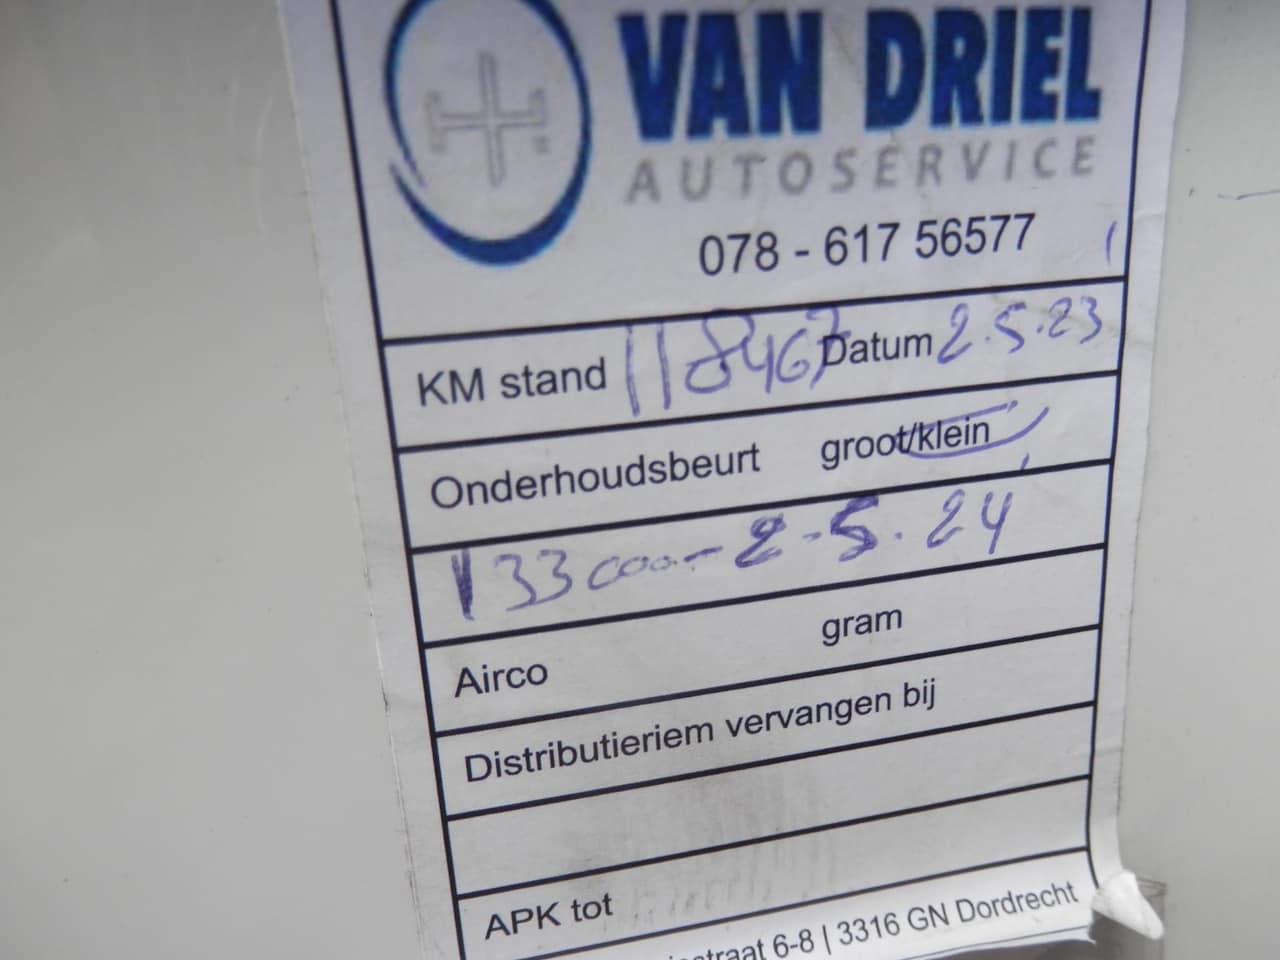 VAN DRIEL
AUTOSERVICE
078 - 617 56577
KM stand 118467 Datum 2.5.23
Onderhoudsbeurt groot/klein
133000 - 2-5.24
Airco gram
Distributieriem vervangen bij
APK tot
6-8 | 3316 GN Dordrecht